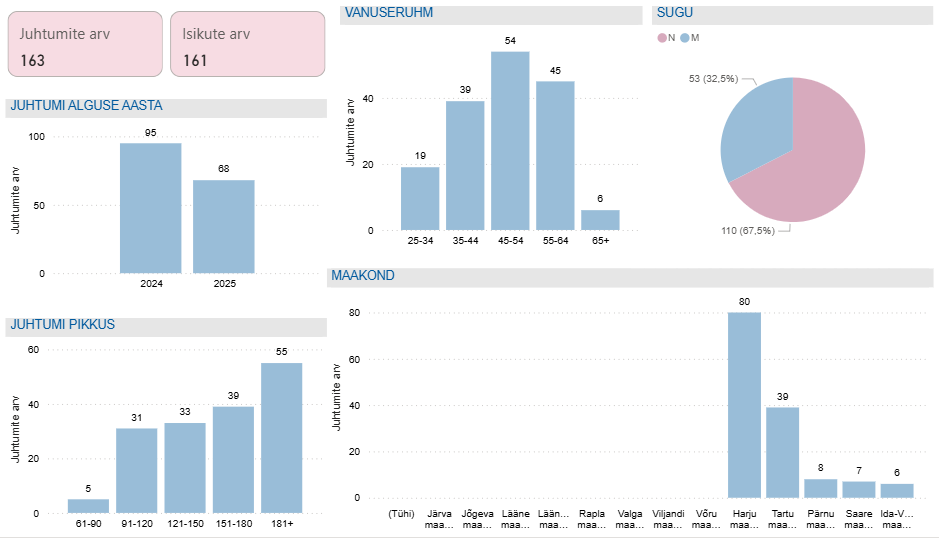 Juhtumite arv
163
Isikute arv
161
JUHTUMI ALGUSE AASTA
Juhtumite arv
100
50
0
95
68
2024
2025
JUHTUMI PIKKUS
Juhtumite arv
60
40
20
0
5
31
33
39
55
61-90
91-120
121-150
151-180
181+
VANUSERUHM
Juhtumite arv
40
20
0
19
39
54
45
6
25-34
35-44
45-54
55-64
65+
SUGU
N M
53 (32,5%)
110 (67,5%)
MAAKOND
Juhtumite arv
80
60
40
20
0
80
39
8
7
6
(Tühi)
Järva
maa...
Jõgeva
maa...
Lääne
maa...
Lään...
maa...
Rapla
maa...
Valga
maa...
Viljandi
maa...
Võru
maa...
Harju
maa...
Tartu
maa...
Pärnu
maa...
Saare
maa...
Ida-V...
maa...